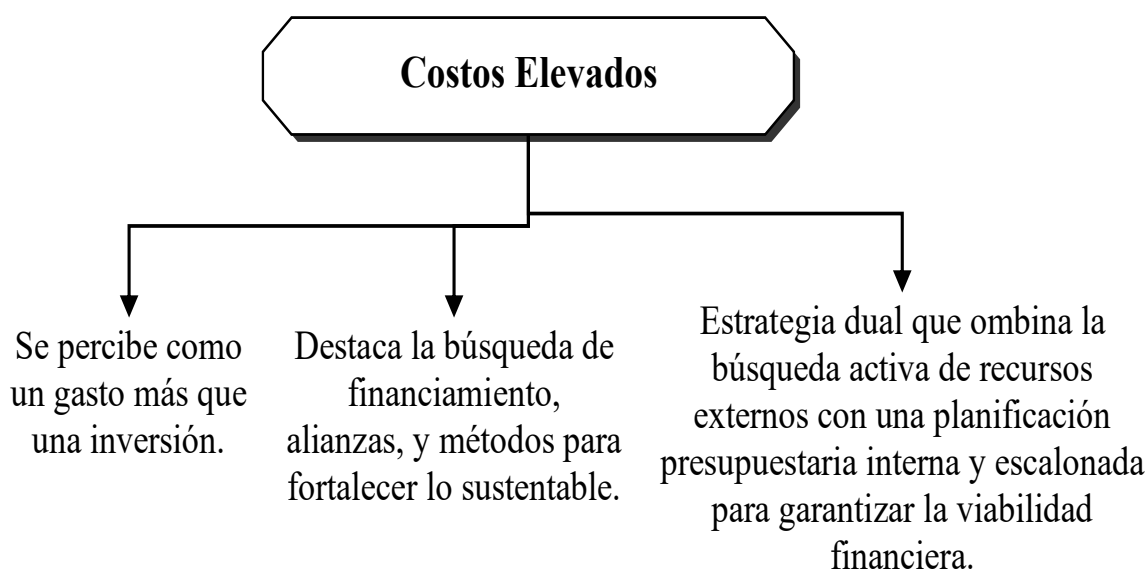 Costos Elevados
Se percibe como
un gasto más que
una inversión.
Destaca la búsqueda de
financiamiento,
alianzas, y métodos para
fortalecer lo sustentable.
Estrategia dual que ombina la
búsqueda activa de recursos
externos con una planificación
presupuestaria interna y escalonada
para garantizar la viabilidad
financiera.